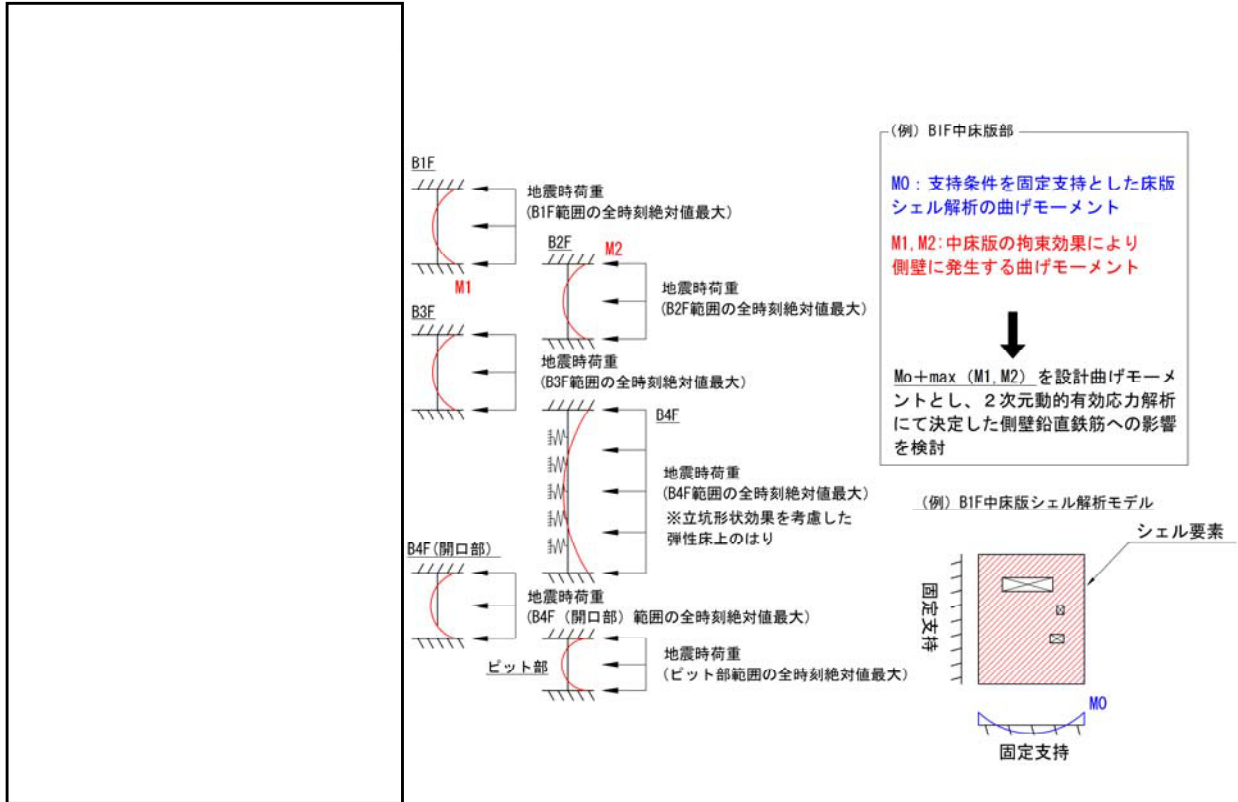 B1F
地震時荷重
(B1F範囲の全時刻絶対値最大)
M1
B2F
M2
地震時荷重
(B2F範囲の全時刻絶対値最大)
B3F
地震時荷重
(B3F範囲の全時刻絶対値最大)
B4F
地震時荷重
(B4F範囲の全時刻絶対値最大)
※立坑形状効果を考慮した
弾性床上のはり
B4F(開口部)
地震時荷重
(B4F (開口部) 範囲の全時刻絶対値最大)
ピット部
地震時荷重
(ピット部範囲の全時刻絶対値最大)
(例) B1F中床版部
M0：支持条件を固定支持とした床版
シェル解析の曲げモーメント
M1,M2:中床版の拘束効果により
側壁に発生する曲げモーメント
Mo＋max (M1,M2) を設計曲げモーメ
ントとし、２次元動的有効応力解析
にて決定した側壁鉛直鉄筋への影響
を検討
(例) B1F中床版シェル解析モデル
シェル要素
固定支持
M0
固定支持